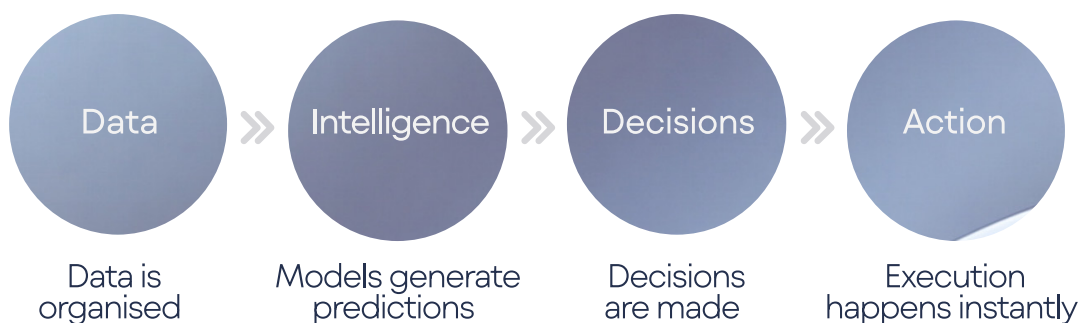 Data
Intelligence
Decisions
Action
Data is
organised
Models generate
predictions
Decisions
are made
Execution
happens instantly